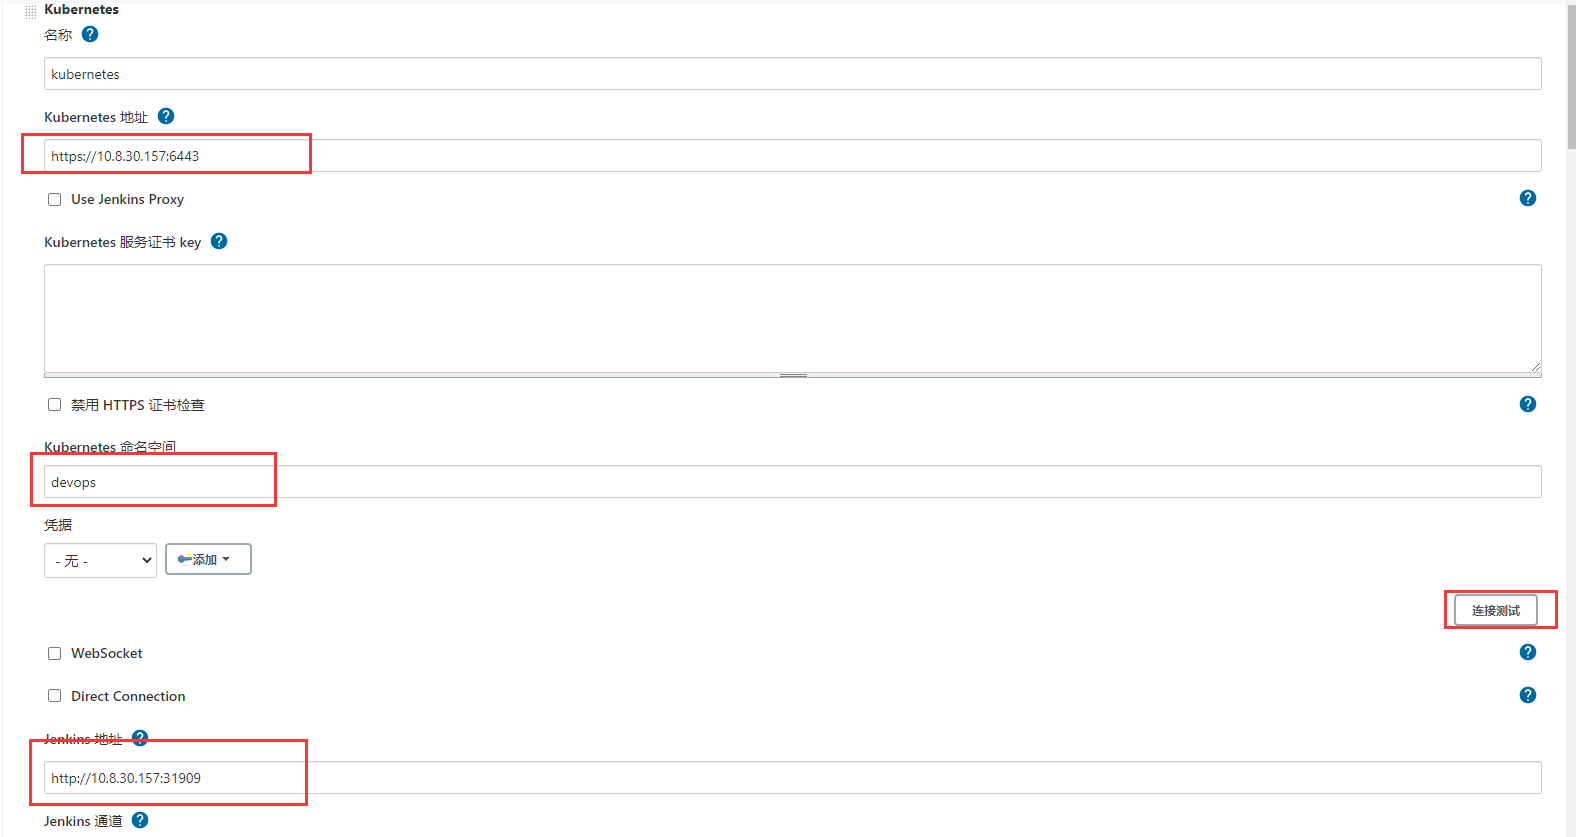 Kubernetes
名称
kubernetes
Kubernetes 地址
https://10.8.30.157:6443
Use Jenkins Proxy
Kubernetes 服务证书 key
禁用 HTTPS 证书检查
Kubernetes 命名空间
devops
凭据
- 无 -
添加
连接测试
WebSocket
Direct Connection
Jenkins 地址
http://10.8.30.157:31909
Jenkins 通道